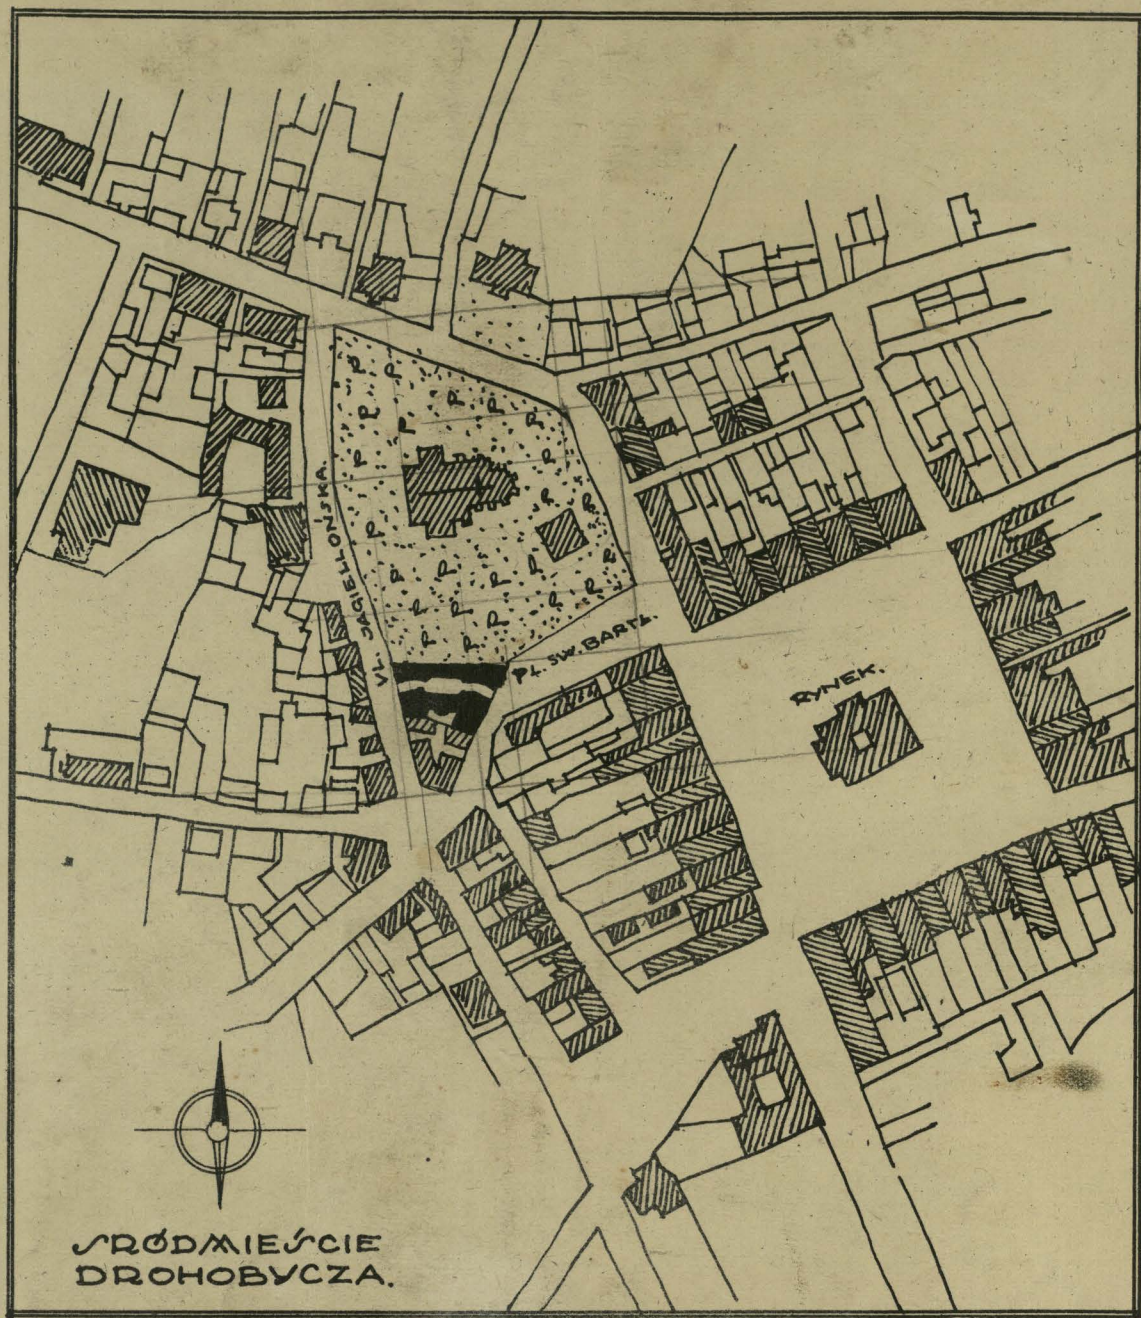 UL. JAGIELLOŃSKA.
PL. ŚW. BARTŁ.
RYNEK.
ŚRÓDMIEŚCIE
DROHOBYCZA.